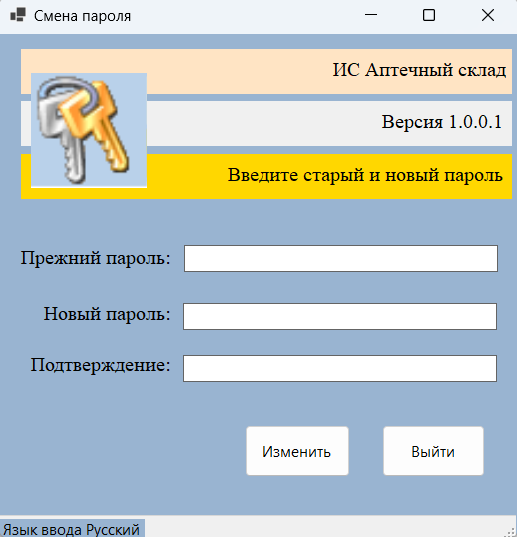 Смена пароля
ИС Аптечный склад
Версия 1.0.0.1
Введите старый и новый пароль
Прежний пароль:
Новый пароль:
Подтверждение:
Изменить Выйти
Язык ввода Русский